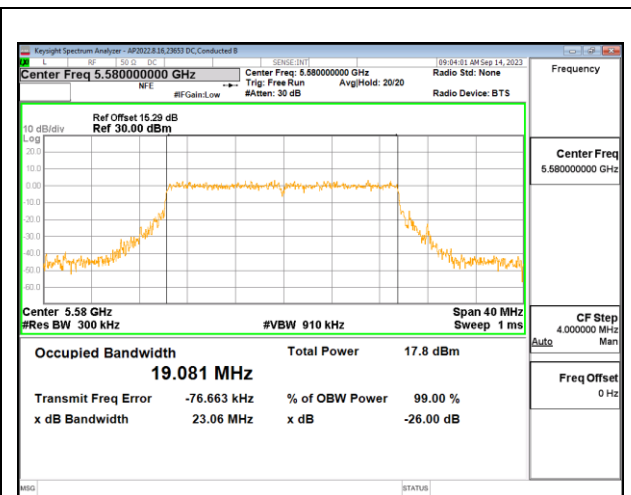 Keysight Spectrum Analyzer - AP2022.8.16,23653 DC,Conducted B
L RF 50 Ω DC SENSE:INT 09:04:01 AM Sep 14, 2023
Center Freq 5.580000000 GHz Center Freq: 5.580000000 GHz Radio Std: None Frequency
NFE Trig: Free Run Avg|Hold: 20/20
#IFGain:Low #Atten: 30 dB Radio Device: BTS
Ref Offset 15.29 dB
10 dB/div Ref 30.00 dBm
Log
20.0
10.0
0.00
-10.0
-20.0
-30.0
-40.0
-50.0
-60.0
Center Freq
5.580000000 GHz
Center 5.58 GHz Span 40 MHz
#Res BW 300 kHz #VBW 910 kHz Sweep 1 ms
CF Step
4.000000 MHz
Auto Man
Occupied Bandwidth Total Power 17.8 dBm
19.081 MHz
Freq Offset
0 Hz
Transmit Freq Error -76.663 kHz % of OBW Power 99.00 %
x dB Bandwidth 23.06 MHz x dB -26.00 dB
MSG STATUS